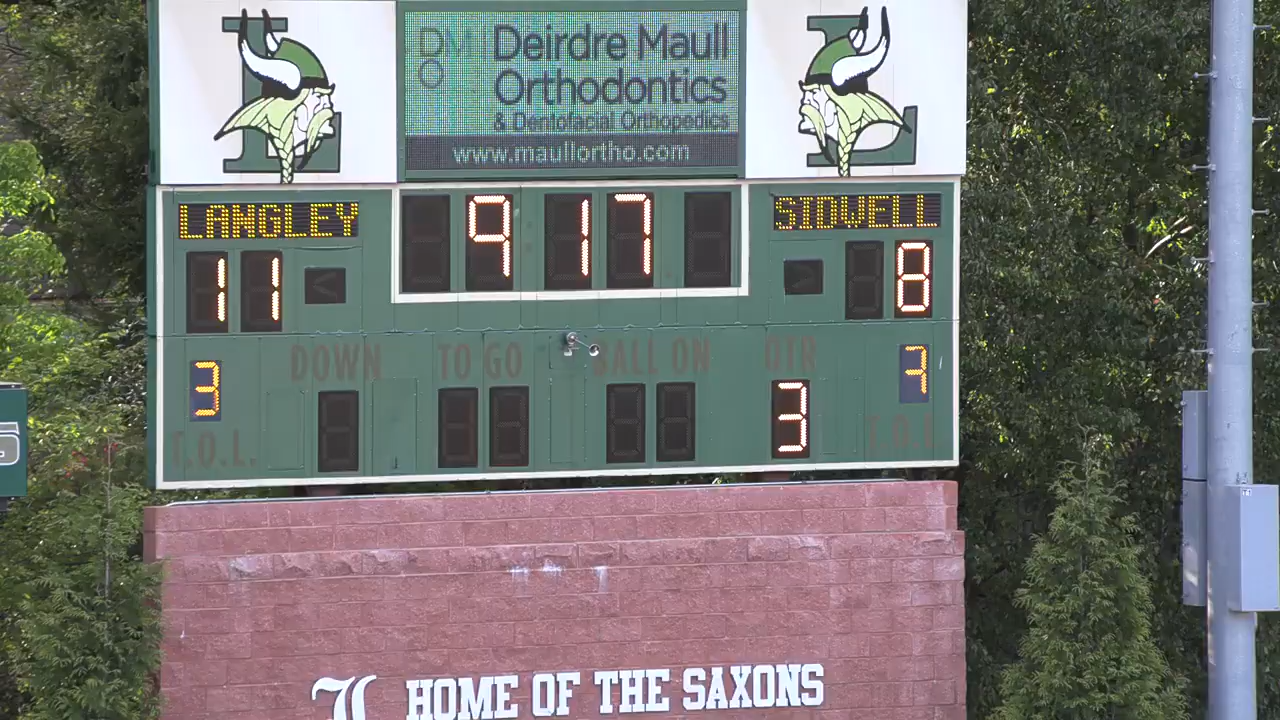 DM
O
Deirdre Maull
Orthodontics
& Dentofacial Orthopedics
www.maullortho.com
L
L
LANGLEY
9 17
SIDWELL
11
<
>
8
DOWN
TO GO
BALL ON
QTR
3
3
T.O.L.
T.O.L.
L HOME OF THE SAXONS